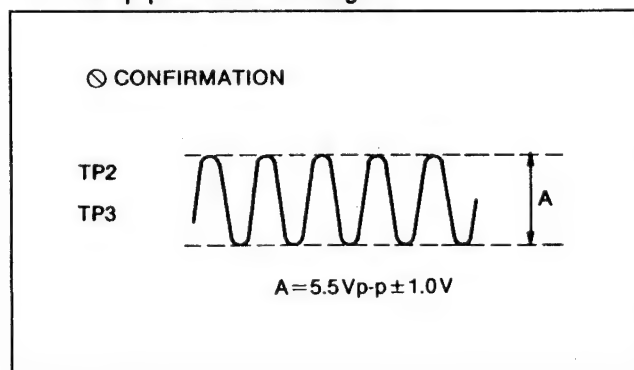 ⃠ CONFIRMATION
TP2
TP3
A
A=5.5Vp-p±1.0V